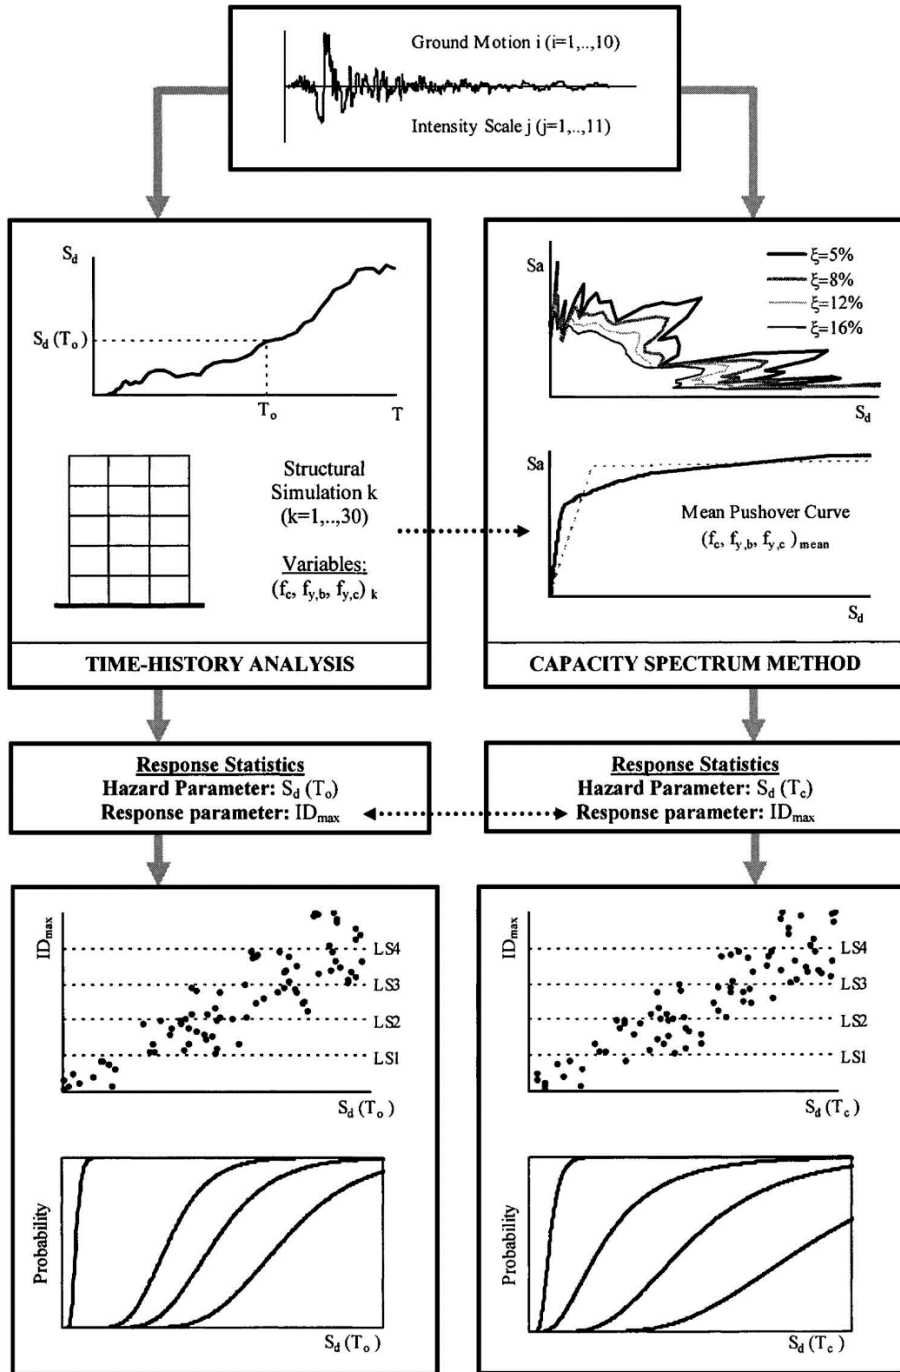 Ground Motion i (i=1,..,10)
Intensity Scale j (j=1,..,11)
S_d
S_d (T_o)
T_o
T
Structural
Simulation k
(k=1,..,30)
Variables:
(f_c, f_y,b, f_y,c)_k
TIME-HISTORY ANALYSIS
Sa
ξ=5%
ξ=8%
ξ=12%
ξ=16%
S_d
Sa
Mean Pushover Curve
(f_c, f_y,b, f_y,c)_mean
S_d
CAPACITY SPECTRUM METHOD
Response Statistics
Hazard Parameter: S_d (T_o)
Response parameter: ID_max
Response Statistics
Hazard Parameter: S_d (T_c)
Response parameter: ID_max
ID_max
LS4
LS3
LS2
LS1
S_d (T_o)
Probability
S_d (T_o)
ID_max
LS4
LS3
LS2
LS1
S_d (T_c)
Probability
S_d (T_c)